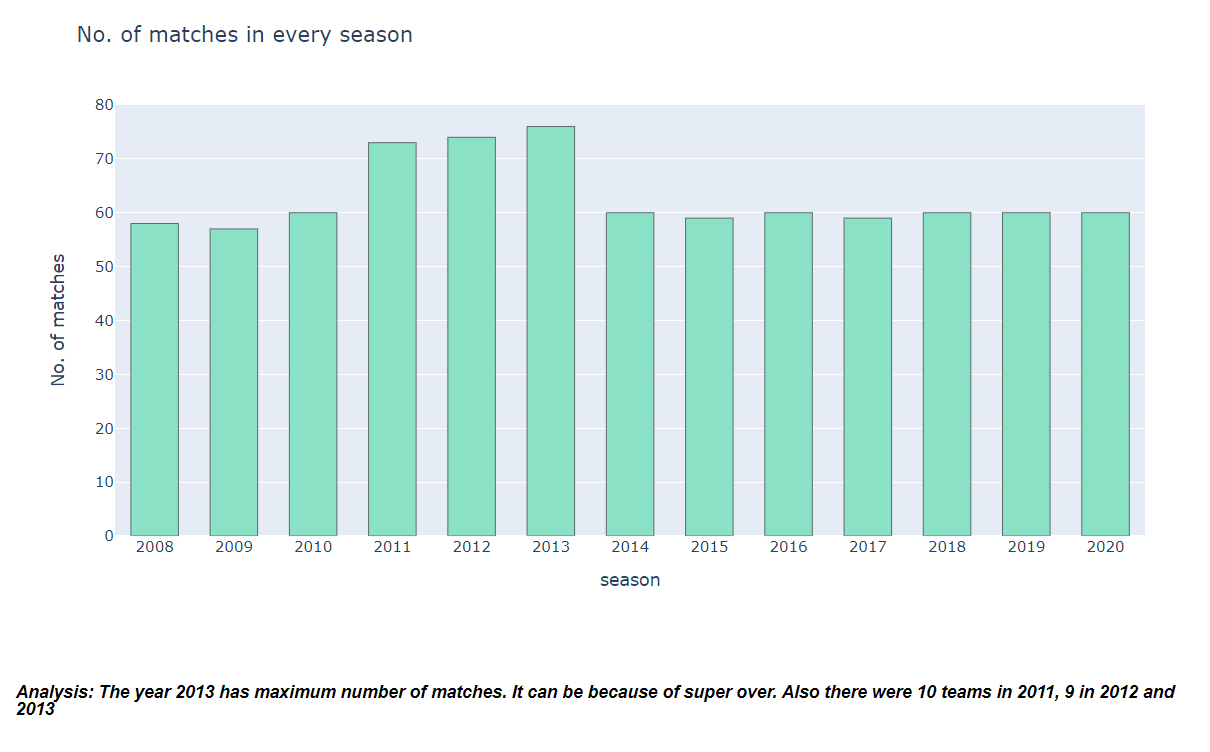 No. of matches in every season
80
70
60
50
40
30
20
10
0
No. of matches
2008 2009 2010 2011 2012 2013 2014 2015 2016 2017 2018 2019 2020
season
Analysis: The year 2013 has maximum number of matches. It can be because of super over. Also there were 10 teams in 2011, 9 in 2012 and
2013